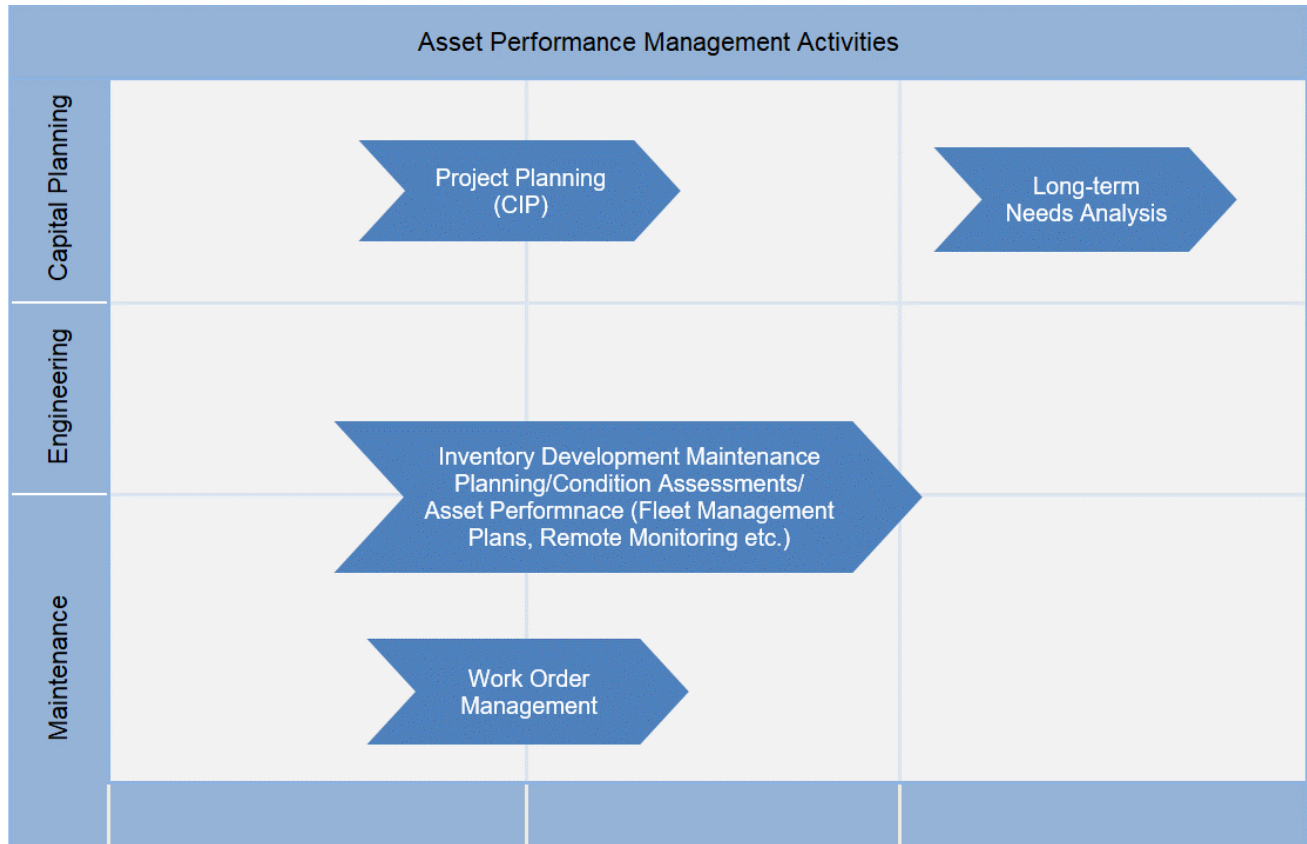 Asset Performance Management Activities
Capital Planning
Project Planning
(CIP)
Long-term
Needs Analysis
Engineering
Inventory Development Maintenance
Planning/Condition Assessments/
Asset Performnace (Fleet Management
Plans, Remote Monitoring etc.)
Maintenance
Work Order
Management